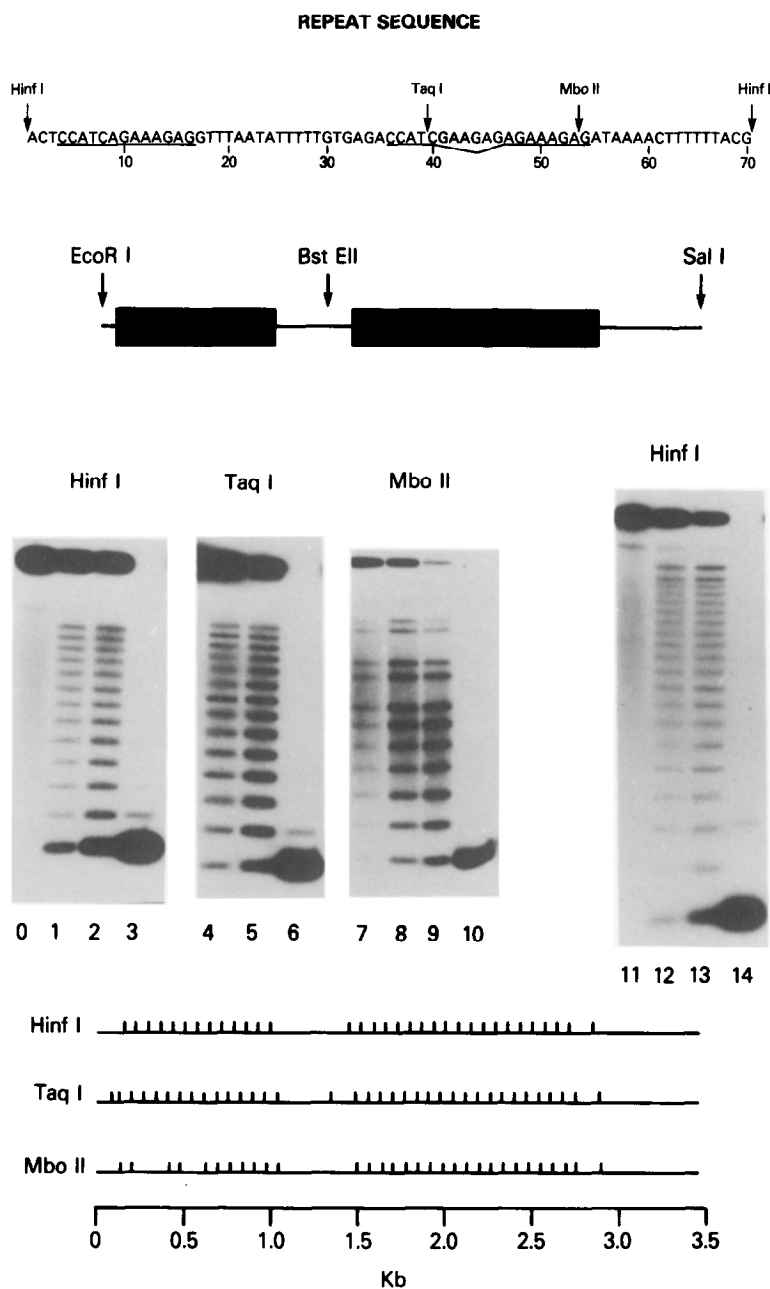 REPEAT SEQUENCE
Hinf I Taq I Mbo II Hinf I
ACTCCATCAGAAAGAGGTTTAATATTTTTGTGAGACCATCGAAGAGAGAAAGAGATAAAACTTTTTTACG
10 20 30 40 50 60 70
EcoR I Bst EII Sal I
Hinf I Taq I Mbo II Hinf I
0 1 2 3 4 5 6 7 8 9 10 11 12 13 14
Hinf I
Taq I
Mbo II
0 0.5 1.0 1.5 2.0 2.5 3.0 3.5
Kb